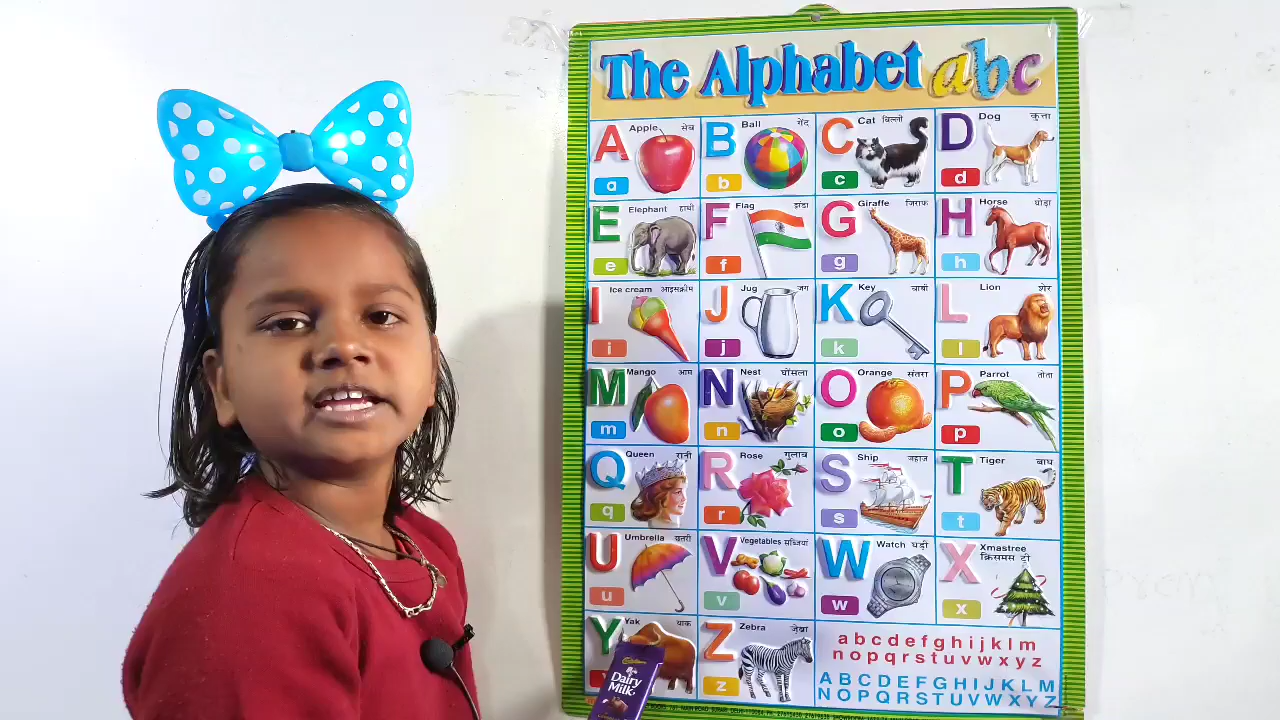 The Alphabet abc
A Apple सेब a
B Ball गेंद b
C Cat बिल्ली c
D Dog कुत्ता d
E Elephant हाथी e
F Flag झंडा f
G Giraffe जिराफ g
H Horse घोड़ा h
I Ice cream आइसक्रीम i
J Jug जग j
K Key चाबी k
L Lion शेर l
M Mango आम m
N Nest घोंसला n
O Orange संतरा o
P Parrot तोता p
Q Queen रानी q
R Rose गुलाब r
S Ship जहाज s
T Tiger बाघ t
U Umbrella छतरी u
V Vegetables सब्जियां v
W Watch घड़ी w
X Xmastree क्रिसमस ट्री x
Y Yak याक
Z Zebra जेब्रा z
a b c d e f g h i j k l m
n o p q r s t u v w x y z
A B C D E F G H I J K L M
N O P Q R S T U V W X Y Z
Cadbury
Dairy
Milk